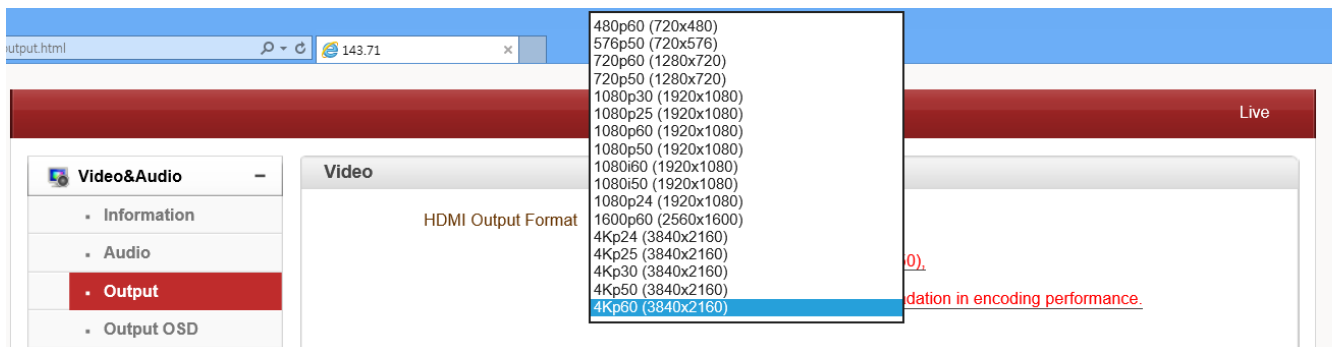 utput.html
143.71
480p60 (720x480)
576p50 (720x576)
720p60 (1280x720)
720p50 (1280x720)
1080p30 (1920x1080)
1080p25 (1920x1080)
1080p60 (1920x1080)
1080p50 (1920x1080)
1080i60 (1920x1080)
1080i50 (1920x1080)
1080p24 (1920x1080)
1600p60 (2560x1600)
4Kp24 (3840x2160)
4Kp25 (3840x2160)
4Kp30 (3840x2160)
4Kp50 (3840x2160)
4Kp60 (3840x2160)
Live
Video&Audio
Information
Audio
Output
Output OSD
Video
HDMI Output Format
0),
dation in encoding performance.